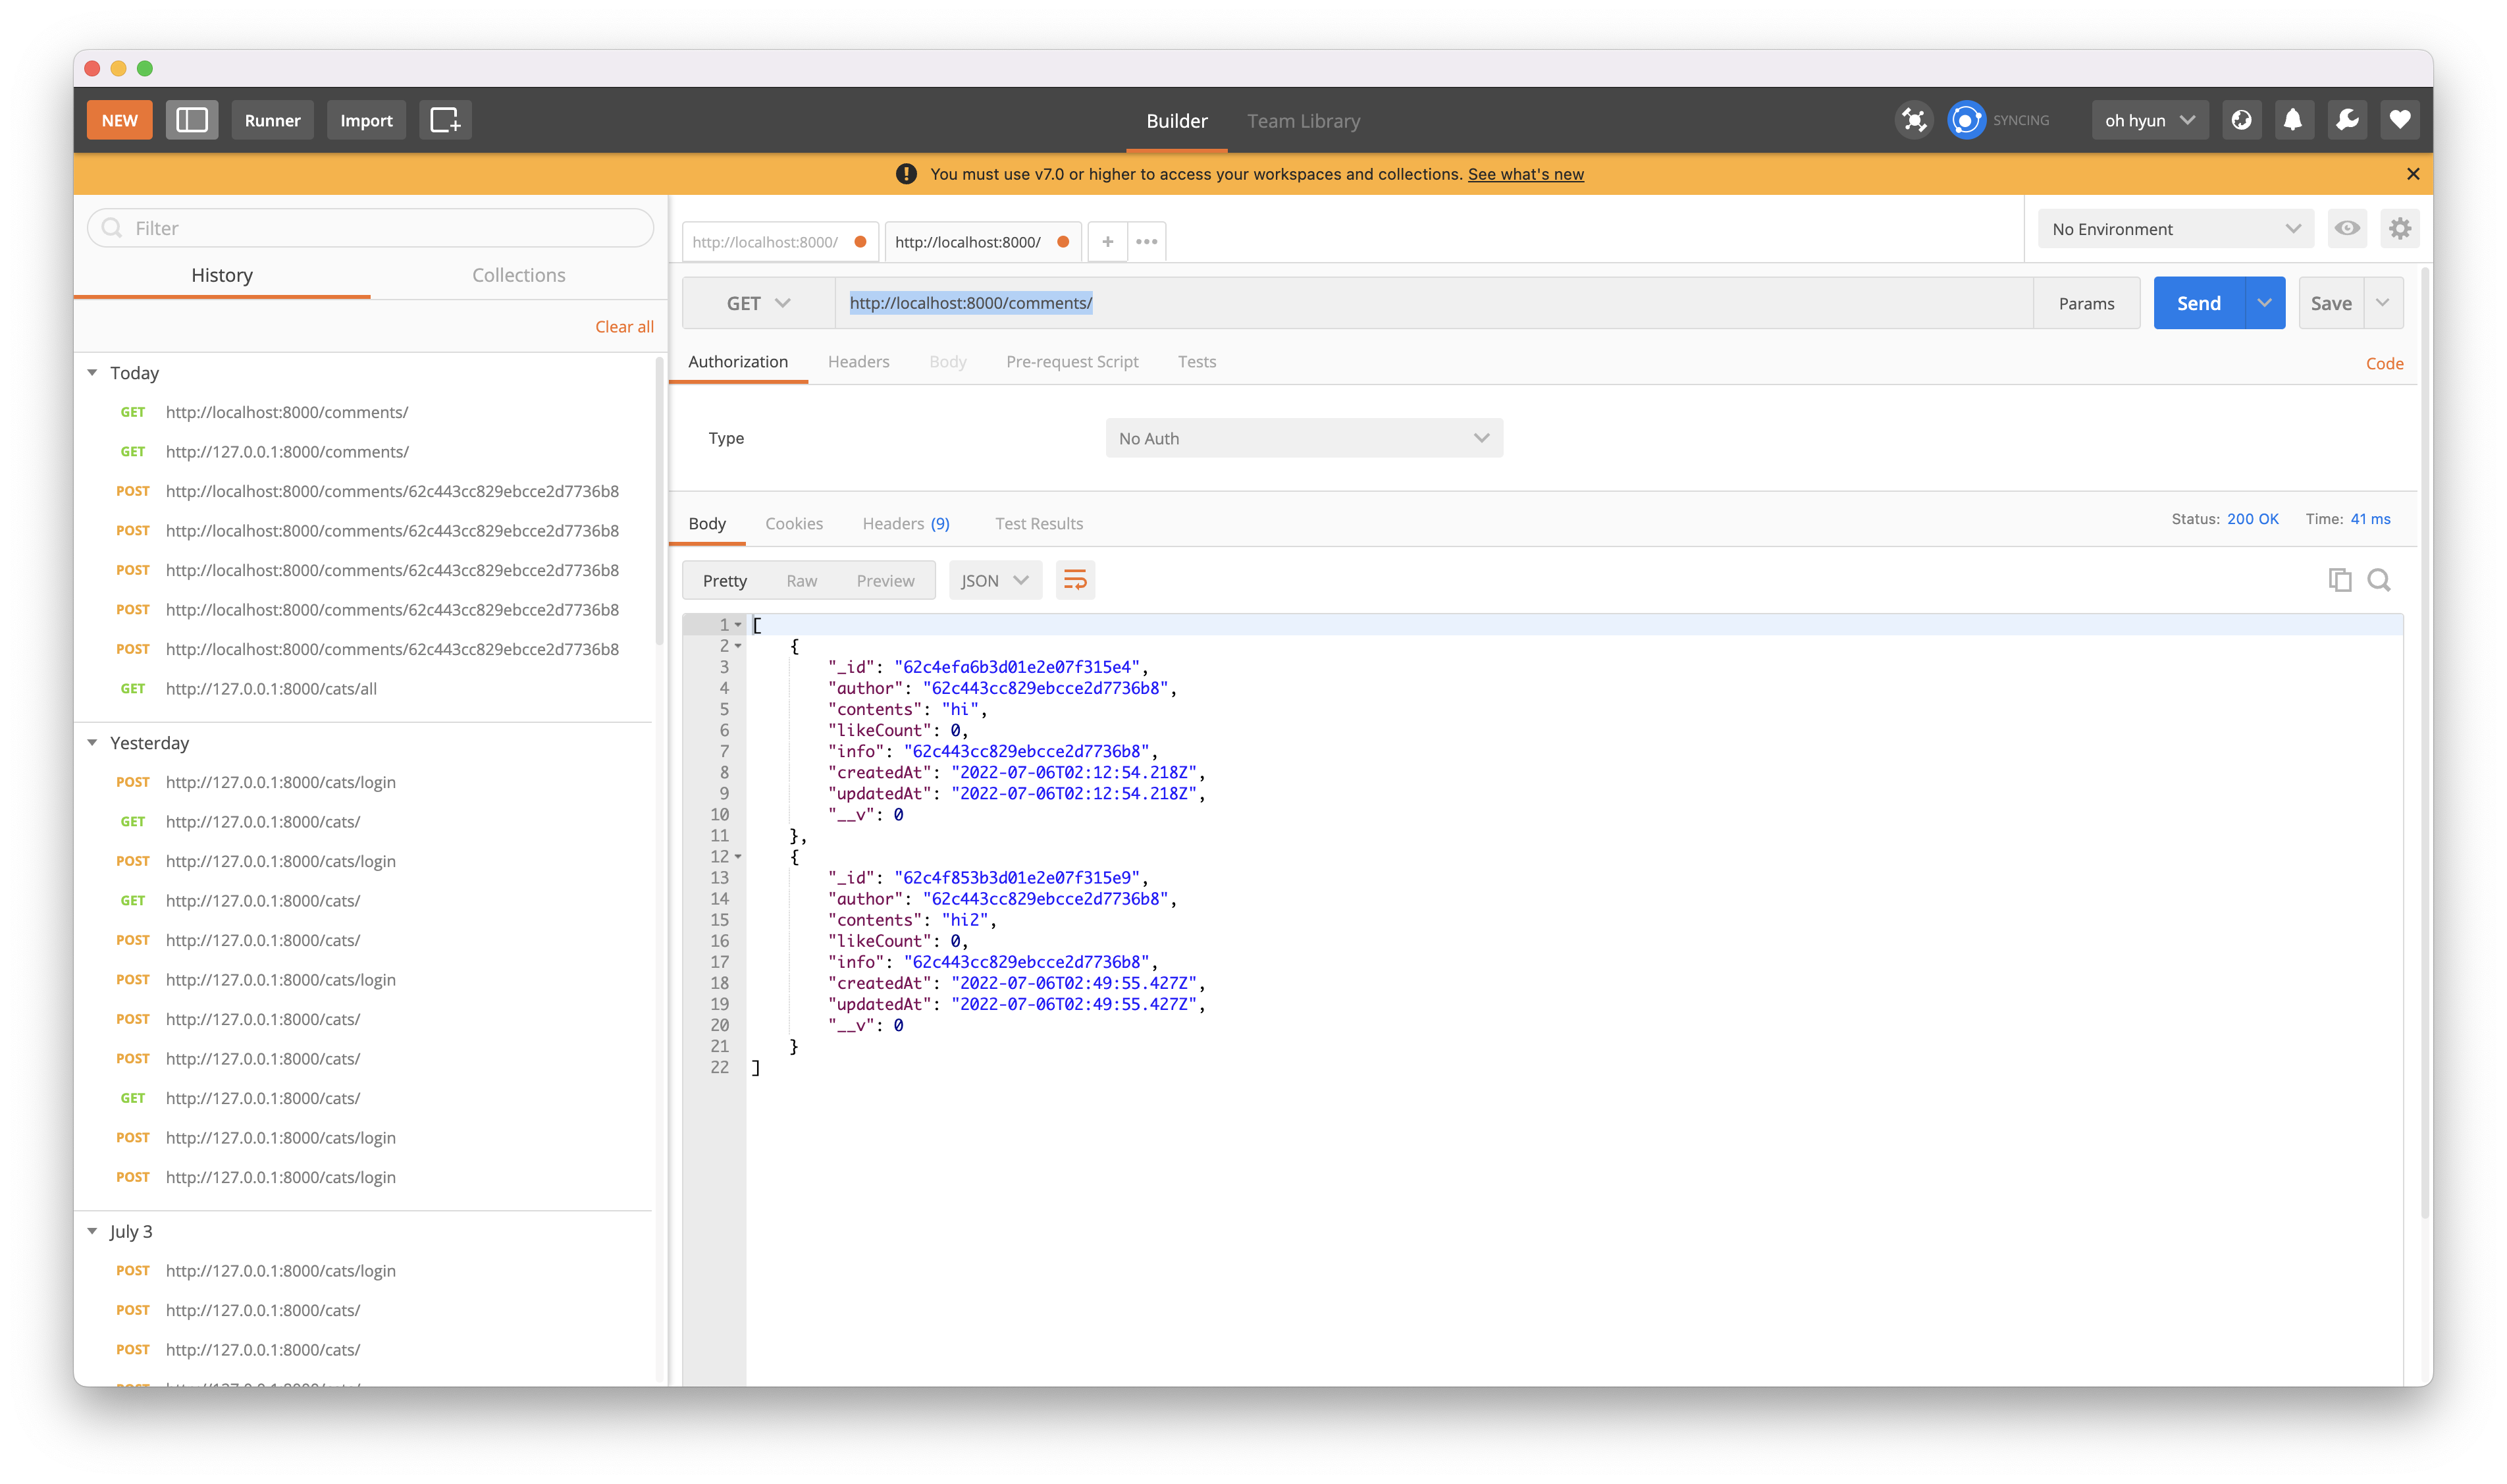 NEW
Runner
Import
Builder
Team Library
SYNCING
oh hyun
You must use v7.0 or higher to access your workspaces and collections. See what's new
Filter
History
Collections
Clear all
Today
GET http://localhost:8000/comments/
GET http://127.0.0.1:8000/comments/
POST http://localhost:8000/comments/62c443cc829ebcce2d7736b8
POST http://localhost:8000/comments/62c443cc829ebcce2d7736b8
POST http://localhost:8000/comments/62c443cc829ebcce2d7736b8
POST http://localhost:8000/comments/62c443cc829ebcce2d7736b8
POST http://localhost:8000/comments/62c443cc829ebcce2d7736b8
GET http://127.0.0.1:8000/cats/all
Yesterday
POST http://127.0.0.1:8000/cats/login
GET http://127.0.0.1:8000/cats/
POST http://127.0.0.1:8000/cats/login
GET http://127.0.0.1:8000/cats/
POST http://127.0.0.1:8000/cats/
POST http://127.0.0.1:8000/cats/login
POST http://127.0.0.1:8000/cats/
POST http://127.0.0.1:8000/cats/
GET http://127.0.0.1:8000/cats/
POST http://127.0.0.1:8000/cats/login
POST http://127.0.0.1:8000/cats/login
July 3
POST http://127.0.0.1:8000/cats/login
POST http://127.0.0.1:8000/cats/
POST http://127.0.0.1:8000/cats/
http://localhost:8000/
http://localhost:8000/
No Environment
GET
http://localhost:8000/comments/
Params
Send
Save
Authorization
Headers
Body
Pre-request Script
Tests
Code
Type
No Auth
Body
Cookies
Headers (9)
Test Results
Status: 200 OK
Time: 41 ms
Pretty
Raw
Preview
JSON
1 [
2 {
3 "_id": "62c4efa6b3d01e2e07f315e4",
4 "author": "62c443cc829ebcce2d7736b8",
5 "contents": "hi",
6 "likeCount": 0,
7 "info": "62c443cc829ebcce2d7736b8",
8 "createdAt": "2022-07-06T02:12:54.218Z",
9 "updatedAt": "2022-07-06T02:12:54.218Z",
10 "__v": 0
11 },
12 {
13 "_id": "62c4f853b3d01e2e07f315e9",
14 "author": "62c443cc829ebcce2d7736b8",
15 "contents": "hi2",
16 "likeCount": 0,
17 "info": "62c443cc829ebcce2d7736b8",
18 "createdAt": "2022-07-06T02:49:55.427Z",
19 "updatedAt": "2022-07-06T02:49:55.427Z",
20 "__v": 0
21 }
22 ]